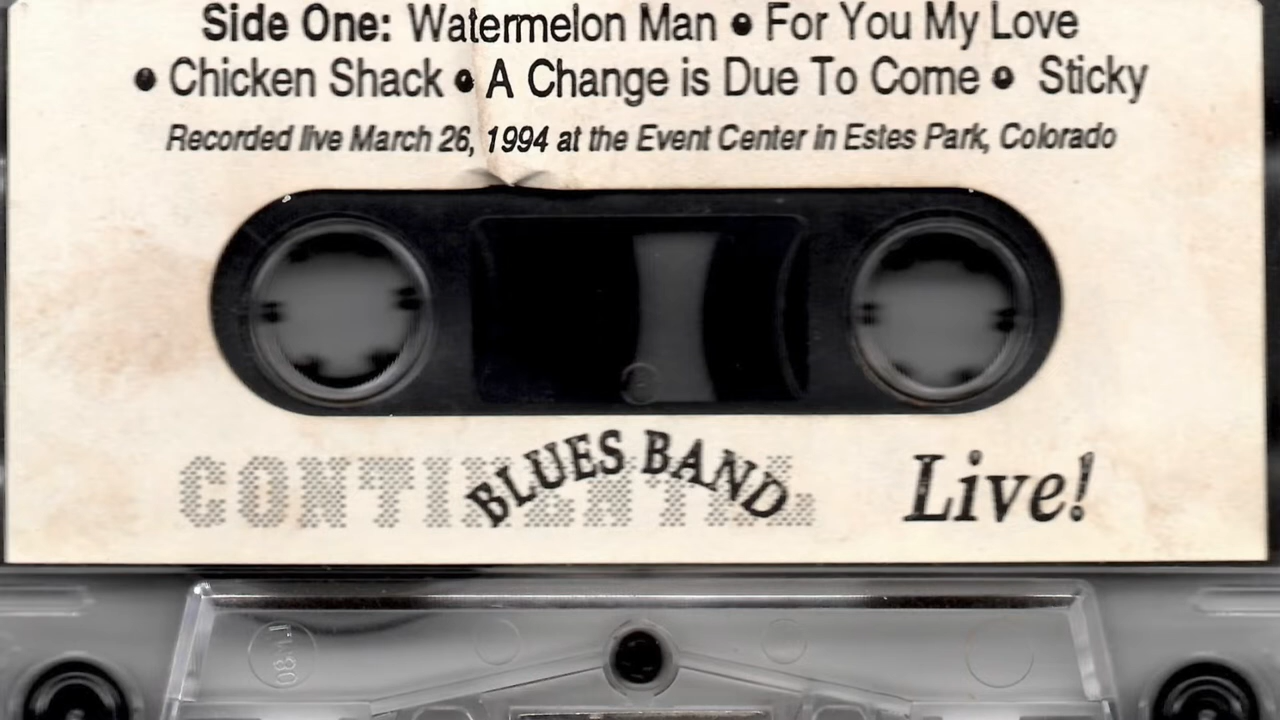 Side One: Watermelon Man • For You My Love
• Chicken Shack • A Change is Due To Come • Sticky
Recorded live March 26, 1994 at the Event Center in Estes Park, Colorado
CONTINENTAL
BLUES BAND
Live!